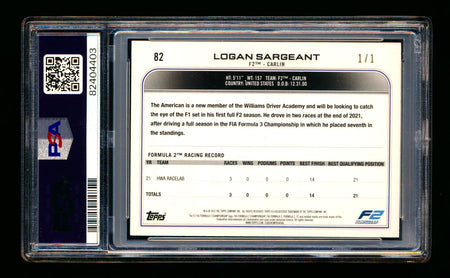 82404403
PSA
82
LOGAN SARGEANT
1/1
F2™ – CARLIN
HT: 5'11" WT: 157 TEAM: F2™ - CARLIN
COUNTRY: UNITED STATES D.O.B: 12.31.00
The American is a new member of the Williams Driver Academy and will be looking to catch
the eye of the F1 set in his first full F2 season. He drove in two races at the end of 2021,
after driving a full season in the FIA Formula 3 Championship in which he placed seventh in
the standings.
FORMULA 2™ RACING RECORD
YR TEAM RACES WINS PODIUMS POINTS BEST FINISH BEST QUALIFYING POSITION
21 HWA RACELAB 3 0 0 0 14 21
TOTALS 3 0 0 0 14 21
Topps
F2